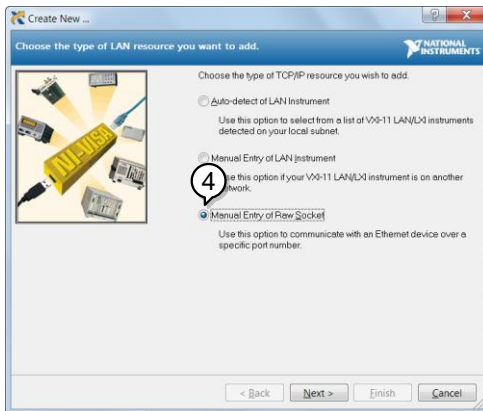 Create New ...
Choose the type of LAN resource you want to add.
NATIONAL
INSTRUMENTS
Choose the type of TCP/IP resource you wish to add.
Auto-detect of LAN Instrument
Use this option to select from a list of VXI-11 LAN/LXI instruments
detected on your local subnet.
Manual Entry of LAN Instrument
this option if your VXI-11 LAN/LXI instrument is on another
4
Manual Entry of Raw Socket
Use this option to communicate with an Ethernet device over a
specific port number.
NI-VISA
< Back
Next >
Finish
Cancel